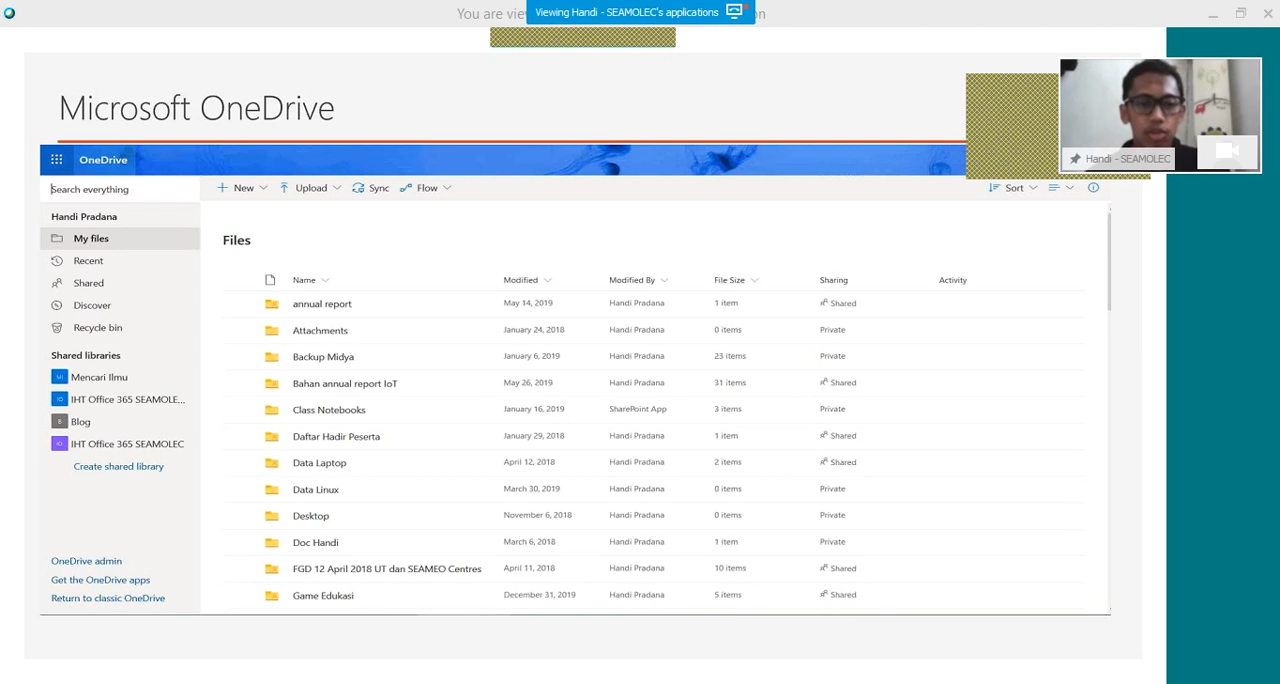 You are vie
Viewing Handi - SEAMOLEC's applications
on
Microsoft OneDrive
Handi - SEAMOLEC
OneDrive
Search everything
New
Upload
Sync
Flow
Sort
Handi Pradana
My files
Recent
Shared
Discover
Recycle bin
Shared libraries
MI Mencari Ilmu
IO IHT Office 365 SEAMOLE...
B Blog
IO IHT Office 365 SEAMOLEC
Create shared library
OneDrive admin
Get the OneDrive apps
Return to classic OneDrive
Files
Name Modified Modified By File Size Sharing Activity
annual report May 14, 2019 Handi Pradana 1 item Shared
Attachments January 24, 2018 Handi Pradana 0 items Private
Backup Midya January 6, 2019 Handi Pradana 23 items Private
Bahan annual report IoT May 26, 2019 Handi Pradana 31 items Shared
Class Notebooks January 16, 2019 SharePoint App 3 items Private
Daftar Hadir Peserta January 29, 2018 Handi Pradana 1 item Shared
Data Laptop April 12, 2018 Handi Pradana 2 items Shared
Data Linux March 30, 2019 Handi Pradana 0 items Private
Desktop November 6, 2018 Handi Pradana 0 items Private
Doc Handi March 6, 2018 Handi Pradana 1 item Private
FGD 12 April 2018 UT dan SEAMEO Centres April 11, 2018 Handi Pradana 10 items Shared
Game Edukasi December 31, 2019 Handi Pradana 5 items Shared